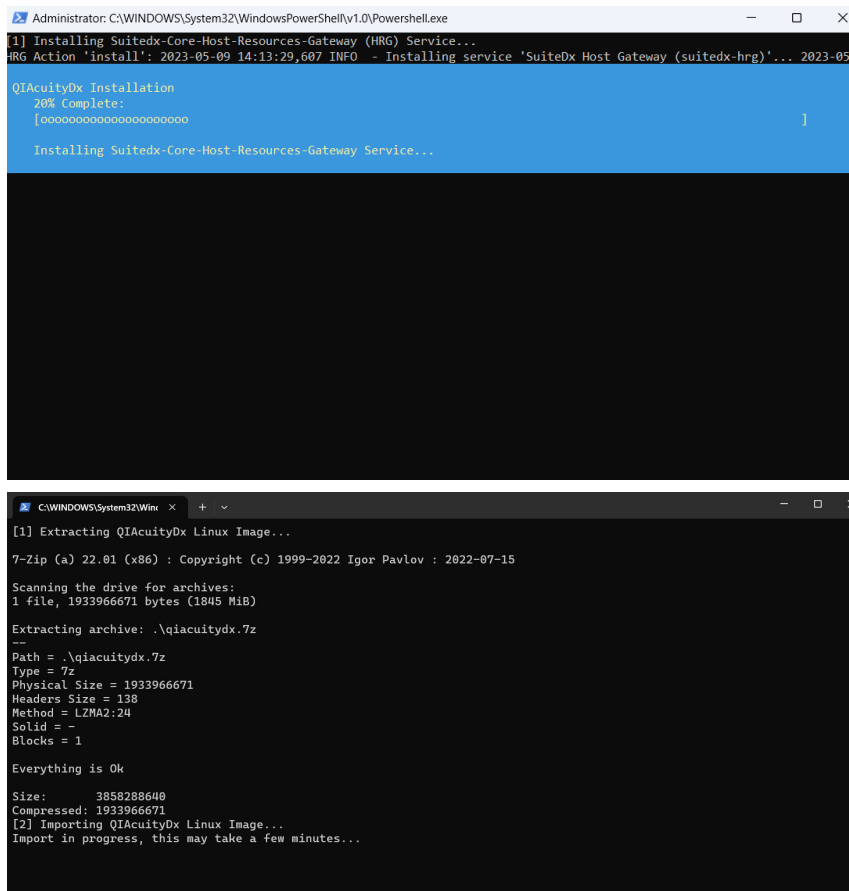 Administrator: C:\WINDOWS\System32\WindowsPowerShell\v1.0\Powershell.exe
[1] Installing Suitedx-Core-Host-Resources-Gateway (HRG) Service...
HRG Action 'install': 2023-05-09 14:13:29,607 INFO  - Installing service 'SuiteDx Host Gateway (suitedx-hrg)'... 2023-05
QIAcuityDx Installation
20% Complete:
[ooooooooooooooooooooo ]
Installing Suitedx-Core-Host-Resources-Gateway Service...
C:\WINDOWS\System32\Winc
[1] Extracting QIAcuityDx Linux Image...
7-Zip (a) 22.01 (x86) : Copyright (c) 1999-2022 Igor Pavlov : 2022-07-15
Scanning the drive for archives:
1 file, 1933966671 bytes (1845 MiB)
Extracting archive: .\qiacuitydx.7z
--
Path = .\qiacuitydx.7z
Type = 7z
Physical Size = 1933966671
Headers Size = 138
Method = LZMA2:24
Solid = -
Blocks = 1
Everything is Ok
Size:       3858288640
Compressed: 1933966671
[2] Importing QIAcuityDx Linux Image...
Import in progress, this may take a few minutes...